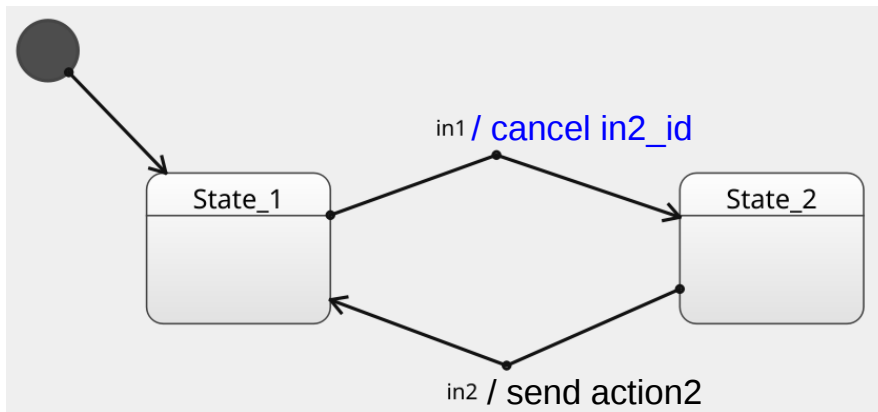 in1 / cancel in2_id
State_1
State_2
in2 / send action2